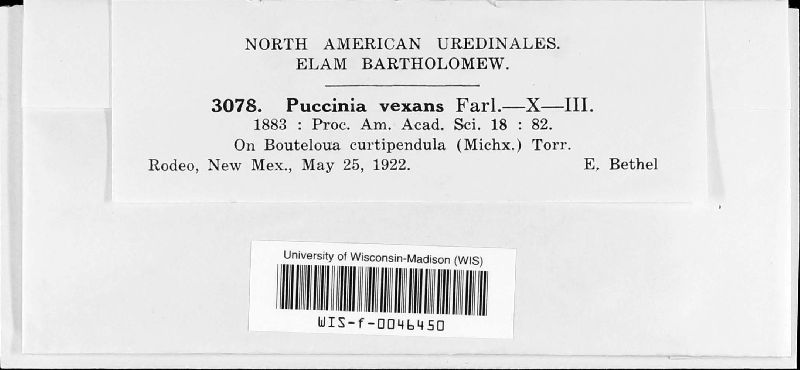 NORTH AMERICAN UREDINALES.
ELAM BARTHOLOMEW.
3078. Puccinia vexans Farl.—X—III.
1883 : Proc. Am. Acad. Sci. 18 : 82.
On Bouteloua curtipendula (Michx.) Torr.
Rodeo, New Mex., May 25, 1922. E. Bethel
University of Wisconsin-Madison (WIS)
WIS-f-0046450